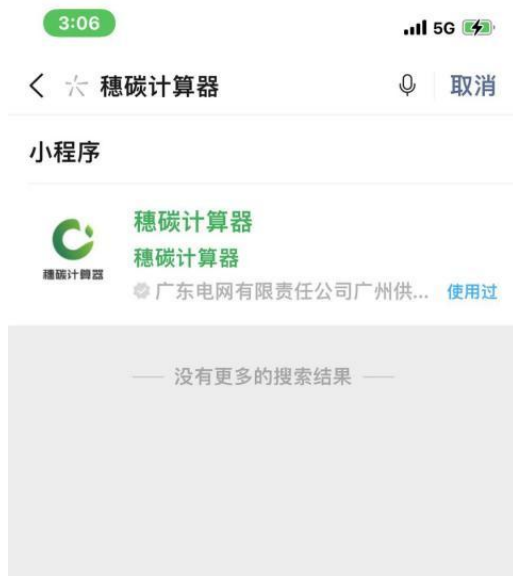 3:06
5G
穗碳计算器
取消
小程序
穗碳计算器
穗碳计算器
穗碳计算器
广东电网有限责任公司广州供...
使用过
没有更多的搜索结果